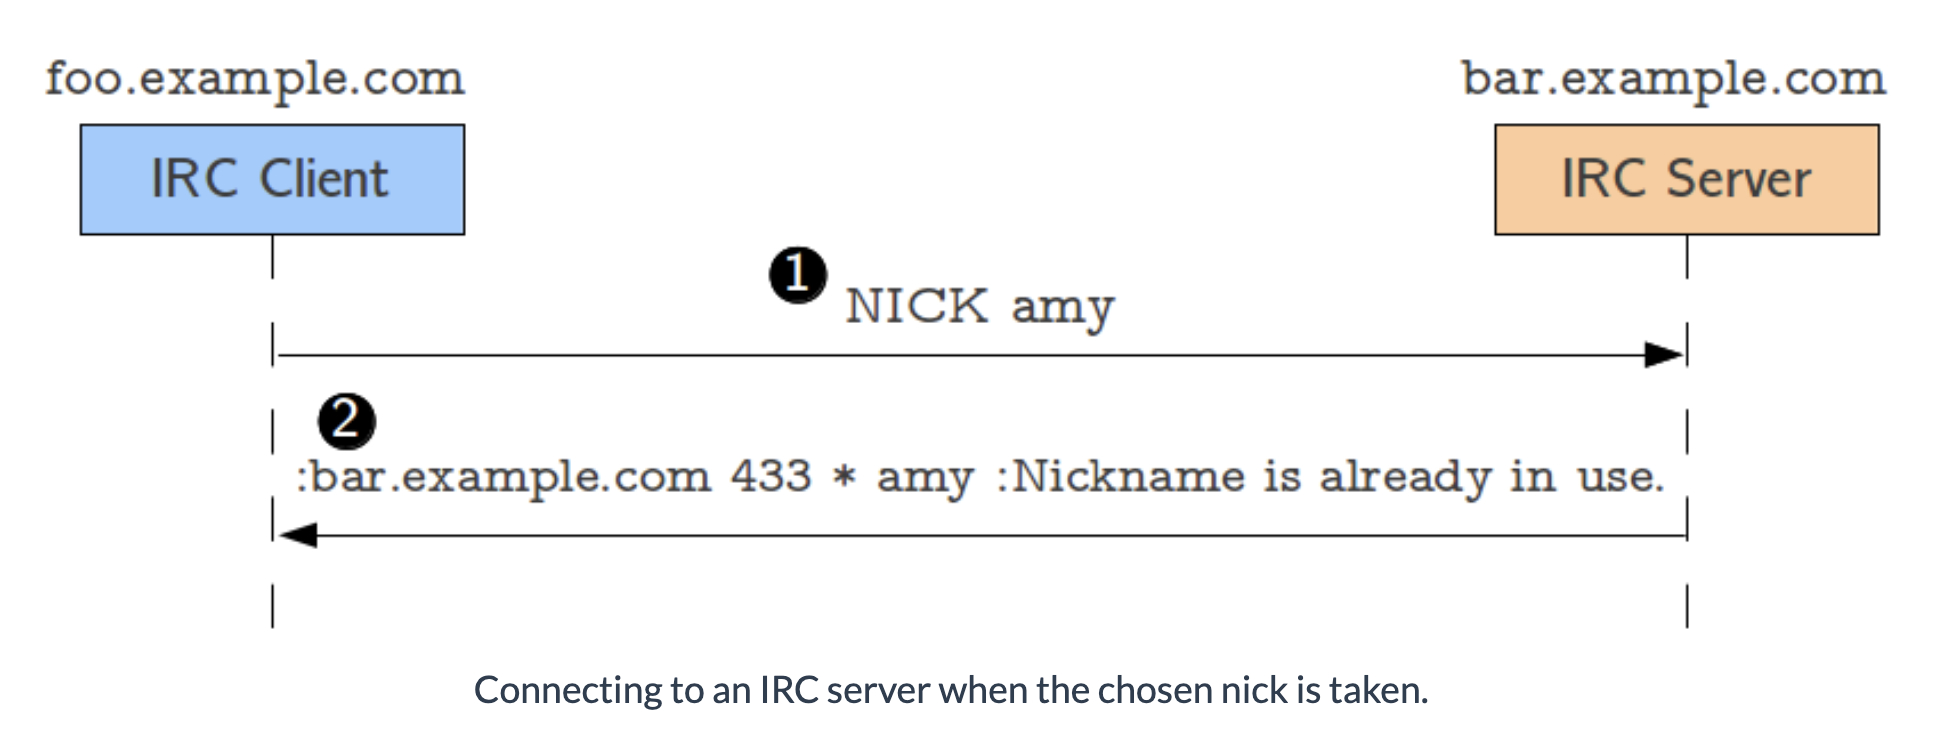 foo.example.com
bar.example.com
IRC Client
IRC Server
1
NICK amy
2
:bar.example.com 433 * amy :Nickname is already in use.
Connecting to an IRC server when the chosen nick is taken.